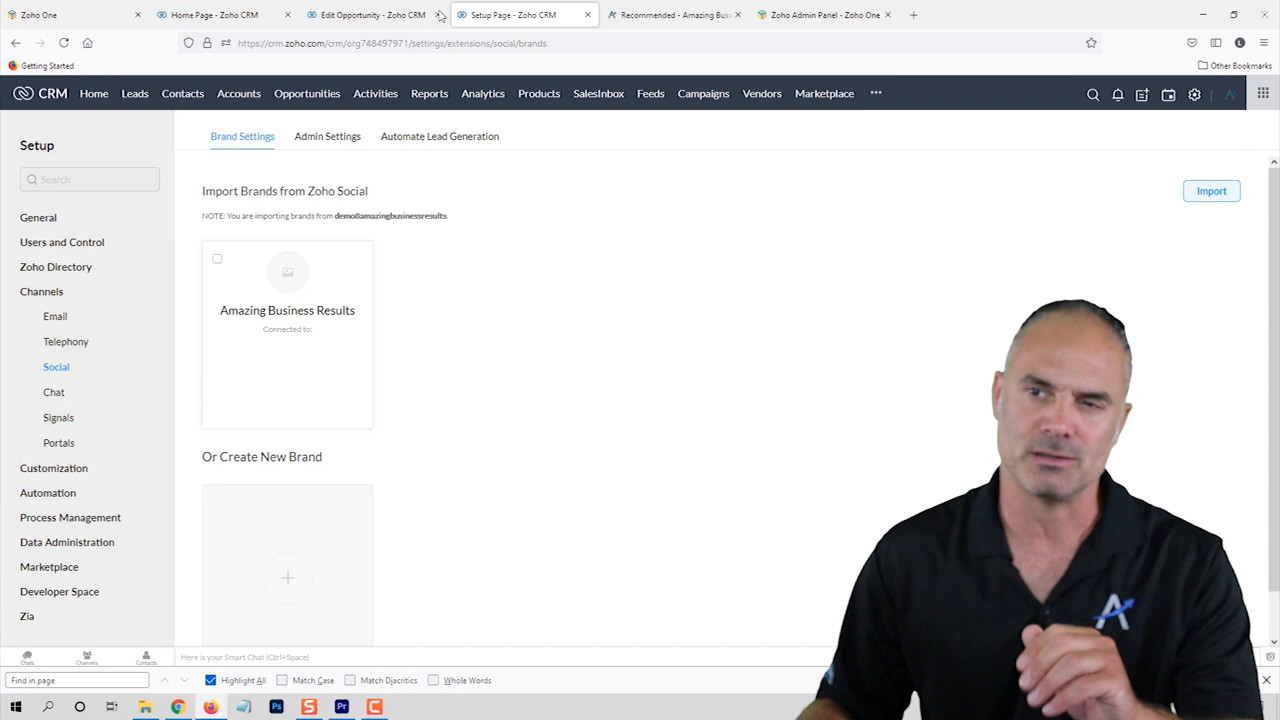 Zoho One
Home Page - Zoho CRM
Edit Opportunity - Zoho CRM
Setup Page - Zoho CRM
Recommended - Amazing Bus
Zoho Admin Panel - Zoho One
https://crm.zoho.com/crm/org748497971/settings/extensions/social/brands
Getting Started
Other Bookmarks
CRM Home Leads Contacts Accounts Opportunities Activities Reports Analytics Products SalesInbox Feeds Campaigns Vendors Marketplace
Setup
Search
General
Users and Control
Zoho Directory
Channels
Email
Telephony
Social
Chat
Signals
Portals
Customization
Automation
Process Management
Data Administration
Marketplace
Developer Space
Zia
Brand Settings Admin Settings Automate Lead Generation
Import Brands from Zoho Social
Import
NOTE: You are importing brands from demo8amazingbusinessresults.
Amazing Business Results
Connected to:
Or Create New Brand
Chats Channels Contacts
Here is your Smart Chat (Ctrl+Space)
Find in page
Highlight All Match Case Match Diacritics Whole Words